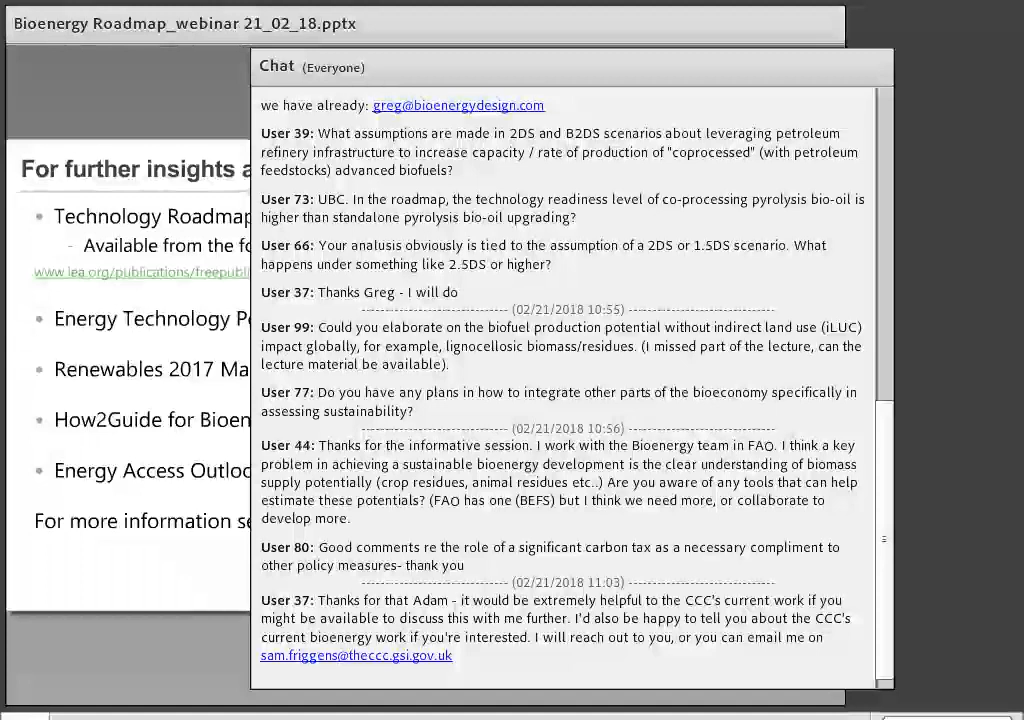 Bioenergy Roadmap_webinar 21_02_18.pptx
For further insights a
Technology Roadmap
- Available from the fo
www.iea.org/publications/freepubli
Energy Technology Pe
Renewables 2017 Ma
How2Guide for Bioen
Energy Access Outloo
For more information se
Chat (Everyone)
we have already: greg@bioenergydesign.com
User 39: What assumptions are made in 2DS and B2DS scenarios about leveraging petroleum
refinery infrastructure to increase capacity / rate of production of "coprocessed" (with petroleum
feedstocks) advanced biofuels?
User 73: UBC. In the roadmap, the technology readiness level of co-processing pyrolysis bio-oil is
higher than standalone pyrolysis bio-oil upgrading?
User 66: Your analusis obviously is tied to the assumption of a 2DS or 1.5DS scenario. What
happens under something like 2.5DS or higher?
User 37: Thanks Greg - I will do
(02/21/2018 10:55)
User 99: Could you elaborate on the biofuel production potential without indirect land use (iLUC)
impact globally, for example, lignocellosic biomass/residues. (I missed part of the lecture, can the
lecture material be available).
User 77: Do you have any plans in how to integrate other parts of the bioeconomy specifically in
assessing sustainability?
(02/21/2018 10:56)
User 44: Thanks for the informative session. I work with the Bioenergy team in FAO. I think a key
problem in achieving a sustainable bioenergy development is the clear understanding of biomass
supply potentially (crop residues, animal residues etc..) Are you aware of any tools that can help
estimate these potentials? (FAO has one (BEFS) but I think we need more, or collaborate to
develop more.
User 80: Good comments re the role of a significant carbon tax as a necessary compliment to
other policy measures- thank you
(02/21/2018 11:03)
User 37: Thanks for that Adam - it would be extremely helpful to the CCC's current work if you
might be available to discuss this with me further. I'd also be happy to tell you about the CCC's
current bioenergy work if you're interested. I will reach out to you, or you can email me on
sam.friggens@theccc.gsi.gov.uk